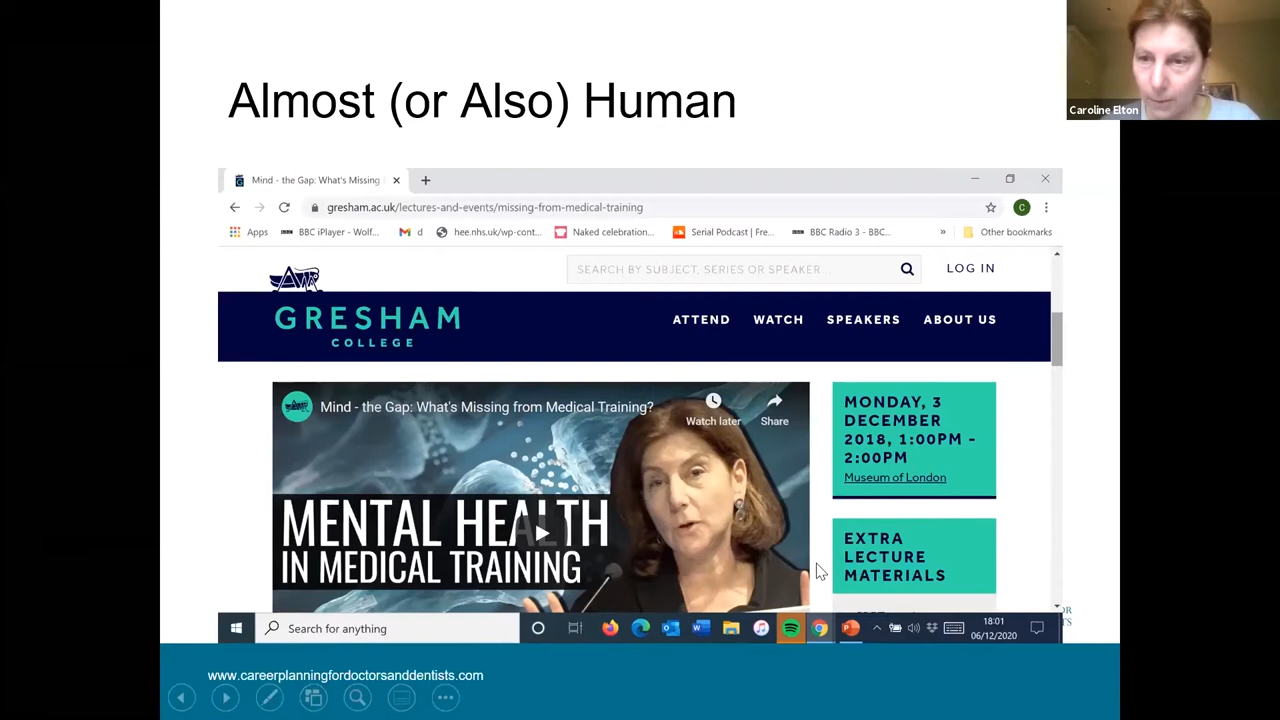 Almost (or Also) Human
Caroline Elton
Mind - the Gap: What's Missing
gresham.ac.uk/lectures-and-events/missing-from-medical-training
C
Apps BBC iPlayer - Wolf... d hee.nhs.uk/wp-cont... Naked celebration... Serial Podcast | Fre... BBC Radio 3 - BBC... » Other bookmarks
SEARCH BY SUBJECT, SERIES OR SPEAKER... LOG IN
GRESHAM
COLLEGE
ATTEND WATCH SPEAKERS ABOUT US
Mind - the Gap: What's Missing from Medical Training?
Watch later Share
MENTAL HEALTH
IN MEDICAL TRAINING
MONDAY, 3
DECEMBER
2018, 1:00PM -
2:00PM
Museum of London
EXTRA
LECTURE
MATERIALS
Search for anything
18:01
06/12/2020
www.careerplanningfordoctorsanddentists.com